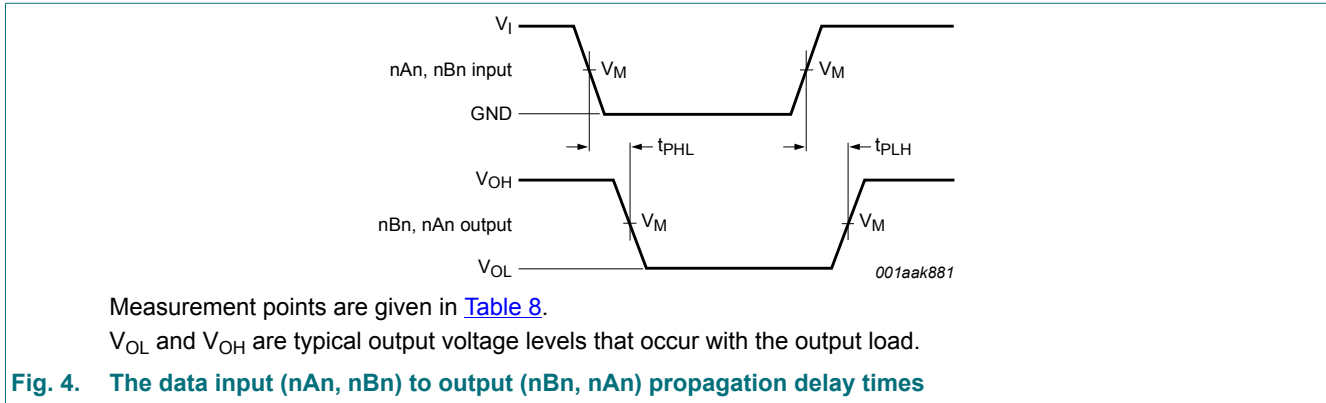 V_I
nAn, nBn input
V_M
V_M
GND
t_PHL
t_PLH
V_OH
nBn, nAn output
V_M
V_M
V_OL
001aak881
Measurement points are given in Table 8.
V_OL and V_OH are typical output voltage levels that occur with the output load.
Fig. 4. The data input (nAn, nBn) to output (nBn, nAn) propagation delay times